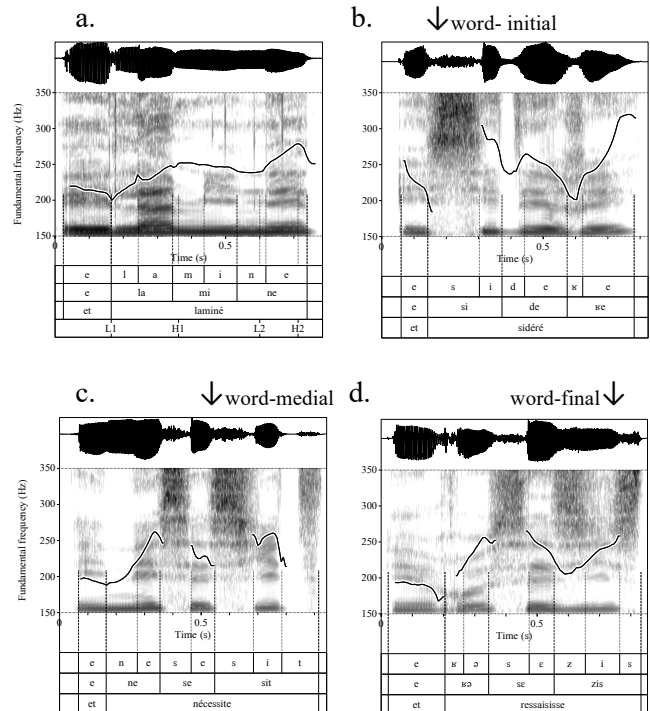 a.
b.
↓word- initial
Fundamental frequency (Hz)
350
300
250
200
150
0
0.5
Time (s)
e l a m i n e
e la mi ne
et laminé
L1 H1 L2 H2
350
300
250
200
150
0
0.5
Time (s)
e s i d e ʁ e
e si de ʁe
et sidéré
c.
↓word-medial
d.
word-final↓
Fundamental frequency (Hz)
350
300
250
200
150
0
0.5
Time (s)
e n e s e s i t
e ne se sit
et nécessite
350
300
250
200
150
0
0.5
Time (s)
e ʁ ə s ɛ z i s
e ʁə sɛ zis
et ressaisisse